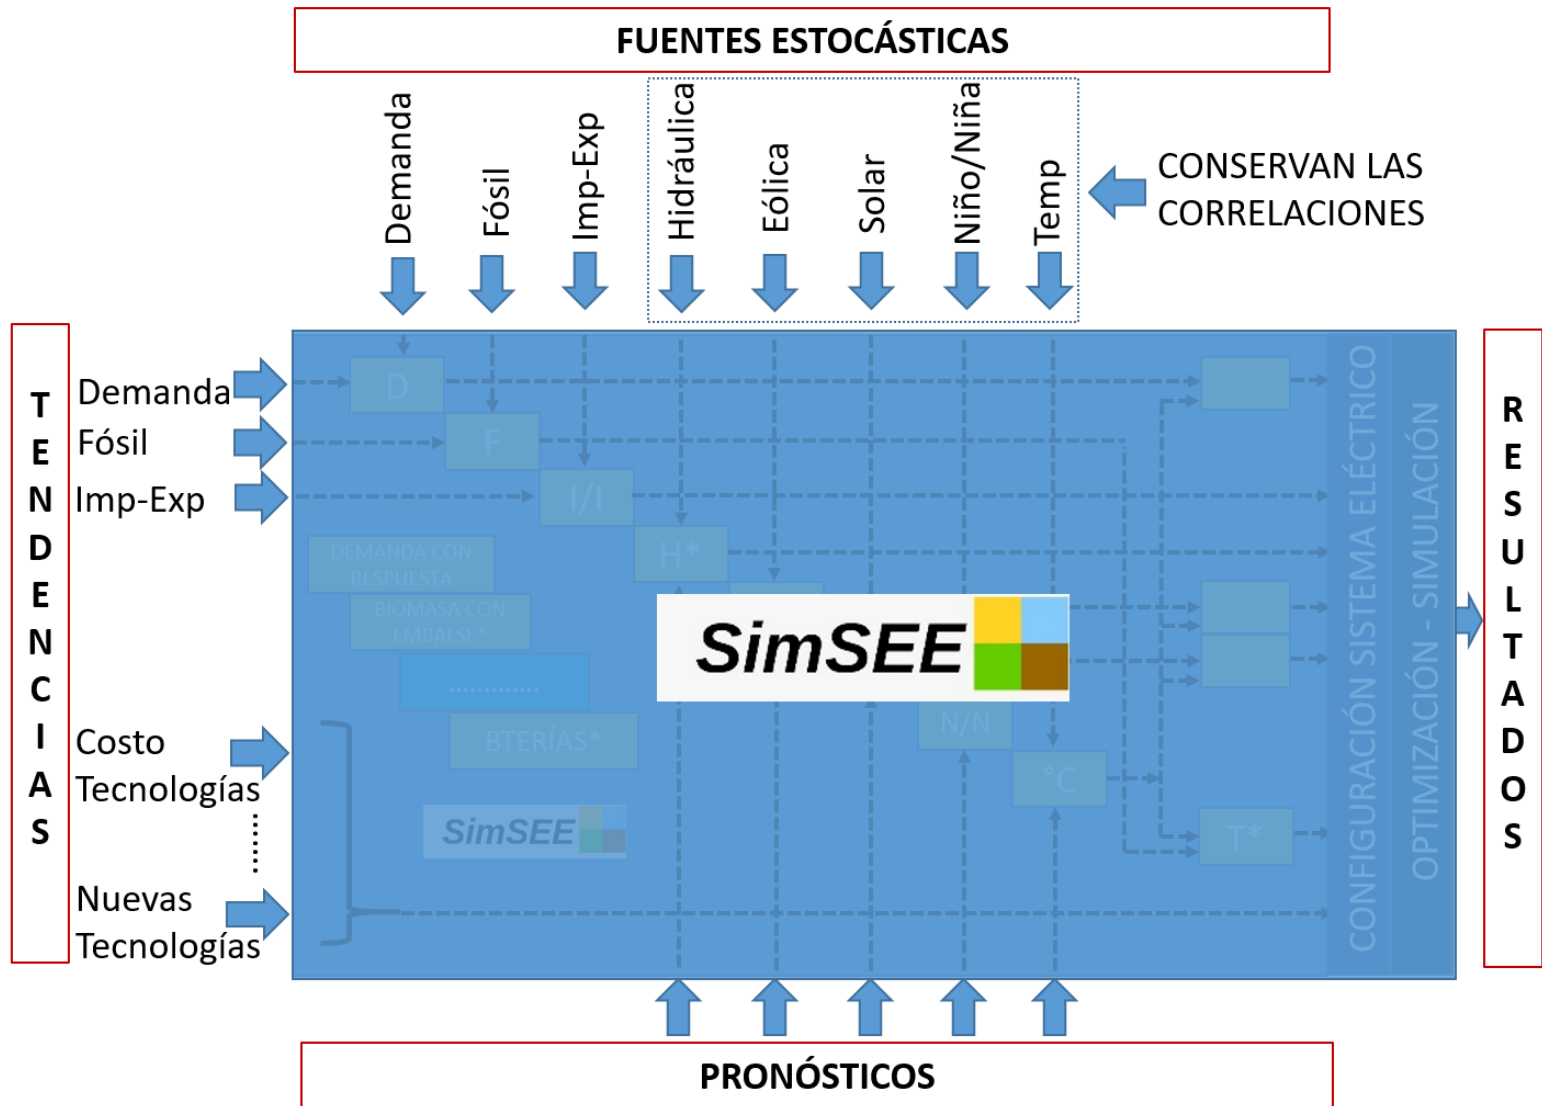 FUENTES ESTOCÁSTICAS
Demanda
Fósil
Imp-Exp
Hidráulica
Eólica
Solar
Niño/Niña
Temp
CONSERVAN LAS
CORRELACIONES
TENDENCIAS
Demanda
Fósil
Imp-Exp
Costo
Tecnologías
........
Nuevas
Tecnologías
D
F
I/I
H*
DEMANDA CON
RESPUESTA
BIOMASA CON
EMBALSE*
.............
BTERÍAS*
SimSEE
SimSEE
N/N
°C
T*
CONFIGURACIÓN SISTEMA ELÉCTRICO
OPTIMIZACIÓN - SIMULACIÓN
RESULTADOS
PRONÓSTICOS